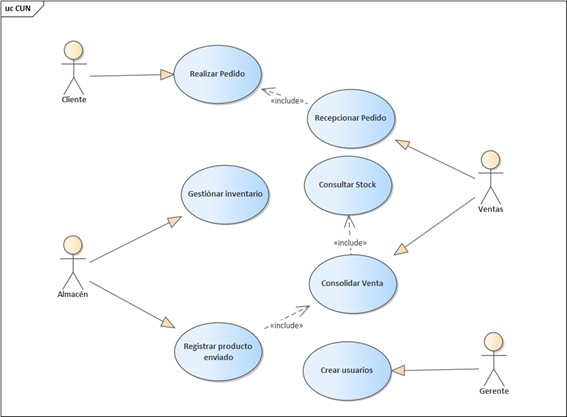 uc CUN
Cliente
Realizar Pedido
«include»
Recepcionar Pedido
Ventas
Consultar Stock
Gestiónar inventario
«include»
Almacén
Consolidar Venta
«include»
Registrar producto
enviado
Crear usuarios
Gerente